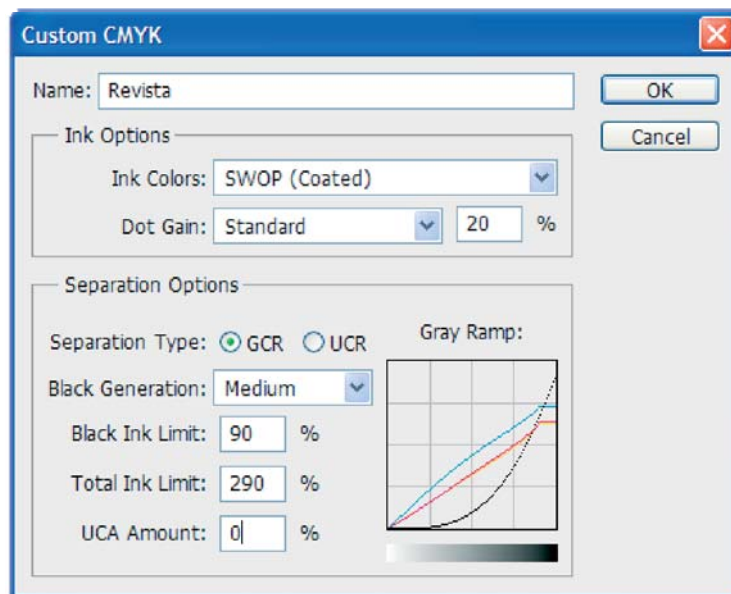 Custom CMYK
Name: Revista
OK
Cancel
Ink Options
Ink Colors: SWOP (Coated)
Dot Gain: Standard 20 %
Separation Options
Separation Type: GCR UCR
Gray Ramp:
Black Generation: Medium
Black Ink Limit: 90 %
Total Ink Limit: 290 %
UCA Amount: 0 %